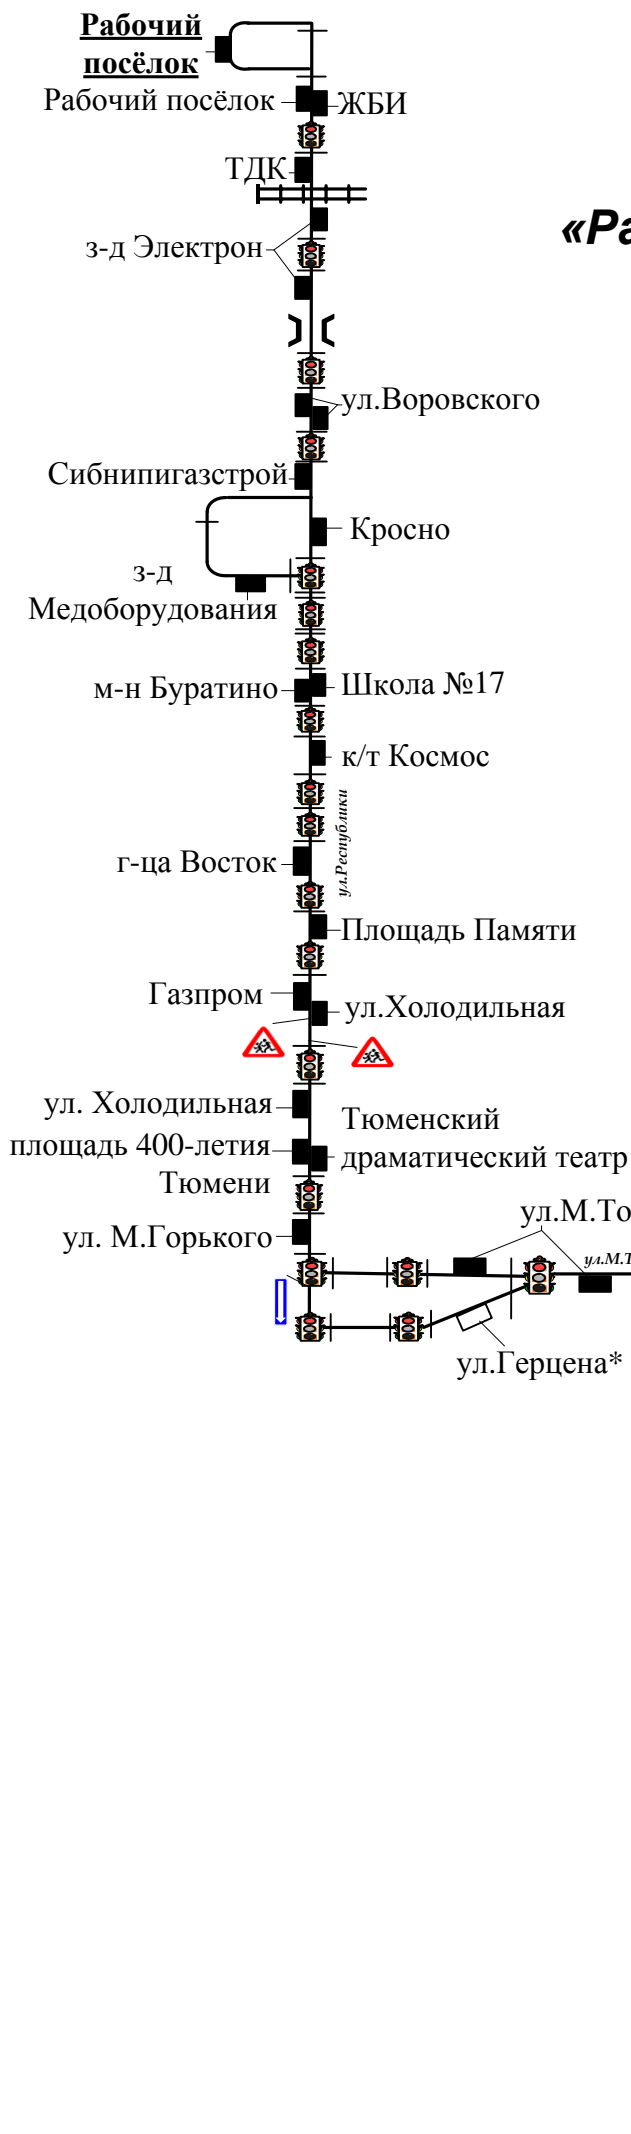 Рабочий
посёлок
Рабочий посёлок
ЖБИ
ТДК
з-д Электрон
ул.Воровского
Сибнипигазстрой
Кросно
з-д
Медоборудования
м-н Буратино
Школа №17
к/т Космос
ул.Республики
г-ца Восток
Площадь Памяти
Газпром
ул.Холодильная
ул. Холодильная
площадь 400-летия
Тюмени
Тюменский
драматический театр
ул. М.Горького
ул.Герцена*